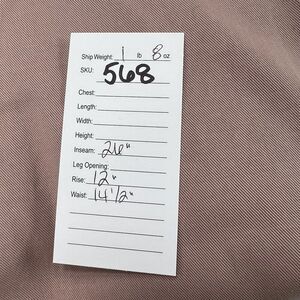 Ship Weight: 1 lb 8 oz
SKU: 568
Chest:
Length:
Width:
Height:
Inseam: 26"
Leg Opening:
Rise: 12"
Waist: 14 1/2"